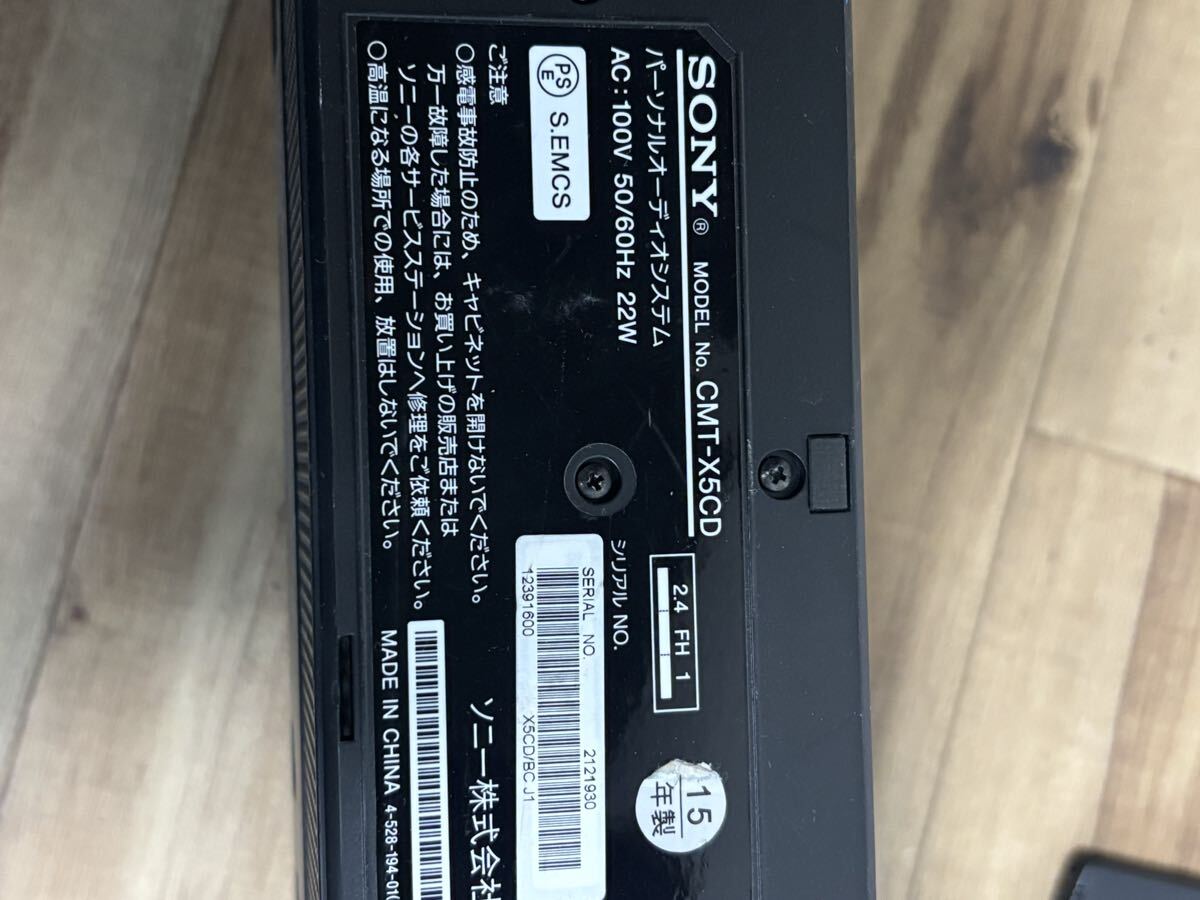 SONY® MODEL No. CMT-X5CD
パーソナルオーディオシステム
AC : 100V 50/60Hz 22W
PS E S.EMCS
2.4 FH 1
15
年製
シリアル NO.
SERIAL NO. 2121930
12391600 X5CD/BC J1
ご注意
○感電事故防止のため、キャビネットを開けないでください。
万一故障した場合には、お買い上げの販売店または
ソニーの各サービスステーションへ修理をご依頼ください。
○高温になる場所での使用、放置はしないでください。
ソニー株式会社
MADE IN CHINA 4-528-194-01